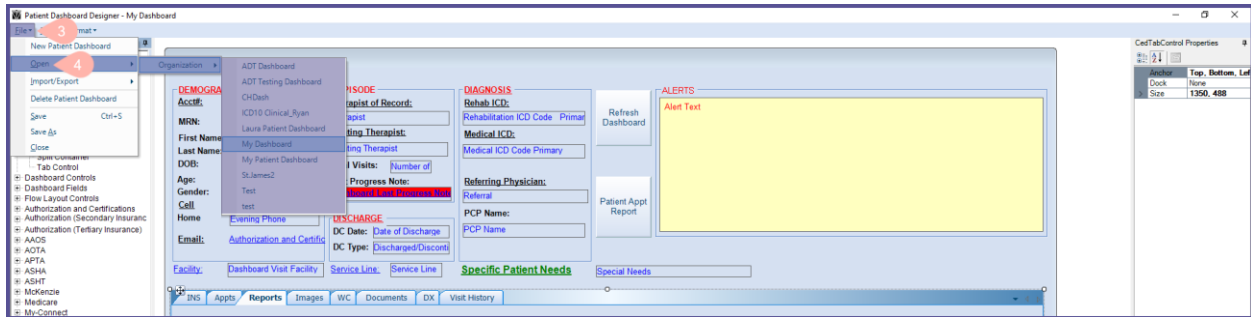 Patient Dashboard Designer - My Dashboard
File 3 rmat
New Patient Dashboard
Open 4
Import/Export
Delete Patient Dashboard
Save Ctrl+S
Save As
Close
Organization
ADT Dashboard
ADT Testing Dashboard
CHDash
ICD10 Clinical_Ryan
Laura Patient Dashboard
My Dashboard
My Patient Dashboard
St.James2
Test
test
Split Container
Tab Control
Dashboard Controls
Dashboard Fields
Flow Layout Controls
Authorization and Certifications
Authorization (Secondary Insuranc
Authorization (Tertiary Insurance)
AAOS
AOTA
APTA
ASHA
ASHT
McKenzie
Medicare
My-Connect
DEMOGRA
Acct#:
MRN:
First Name
Last Name:
DOB:
Age:
Gender:
Cell
Home Evening Phone
Email: Authorization and Certific
PISODE
rapist of Record:
rapist
ting Therapist:
ting Therapist
l Visits: Number of
Progress Note:
hboard Last Progress Note
DISCHARGE
DC Date: Date of Discharge
DC Type: Discharged/Disconti
DIAGNOSIS
Rehab ICD:
Rehabilitation ICD Code Primar
Medical ICD:
Medical ICD Code Primary
Referring Physician:
Referral
PCP Name:
PCP Name
Refresh
Dashboard
Patient Appt
Report
ALERTS
Alert Text
Facility: Dashboard Visit Facility Service Line: Service Line Specific Patient Needs Special Needs
INS Appts Reports Images WC Documents DX Visit History
CedTabControl Properties
Anchor Top, Bottom, Lef
Dock None
Size 1350, 488